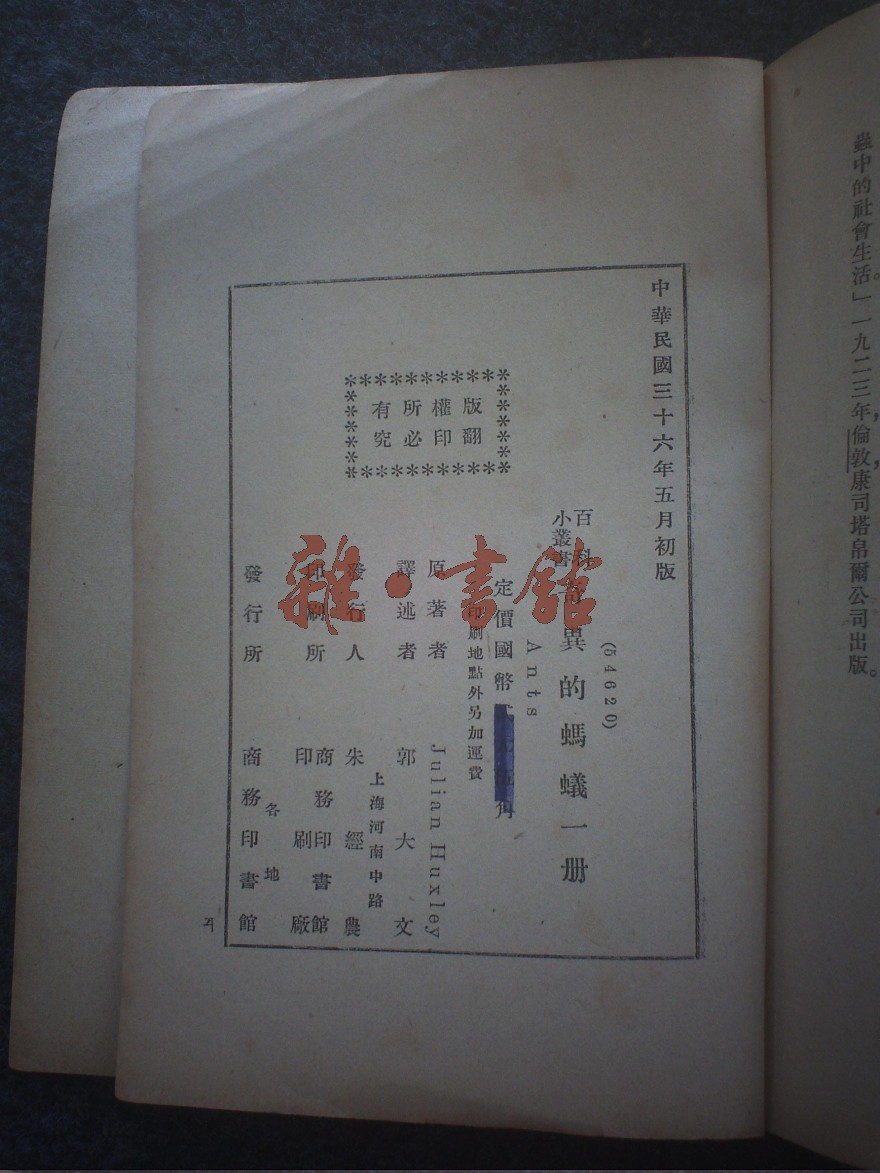 蟲中的社會生活。」一九二三年，倫敦康司塔帛爾公司出版。
中華民國三十六年五月初版
(54620)
百科
小叢書
奇異的螞蟻一册
Ants
定價國幣
印刷地點外另加運費
版權所有
翻印必究
原著者 Julian Huxley
譯述者 郭大文
上海河南中路
發行人 朱經農
印刷所 商務印書館
印刷廠
各地
發行所 商務印書館
雜·書館